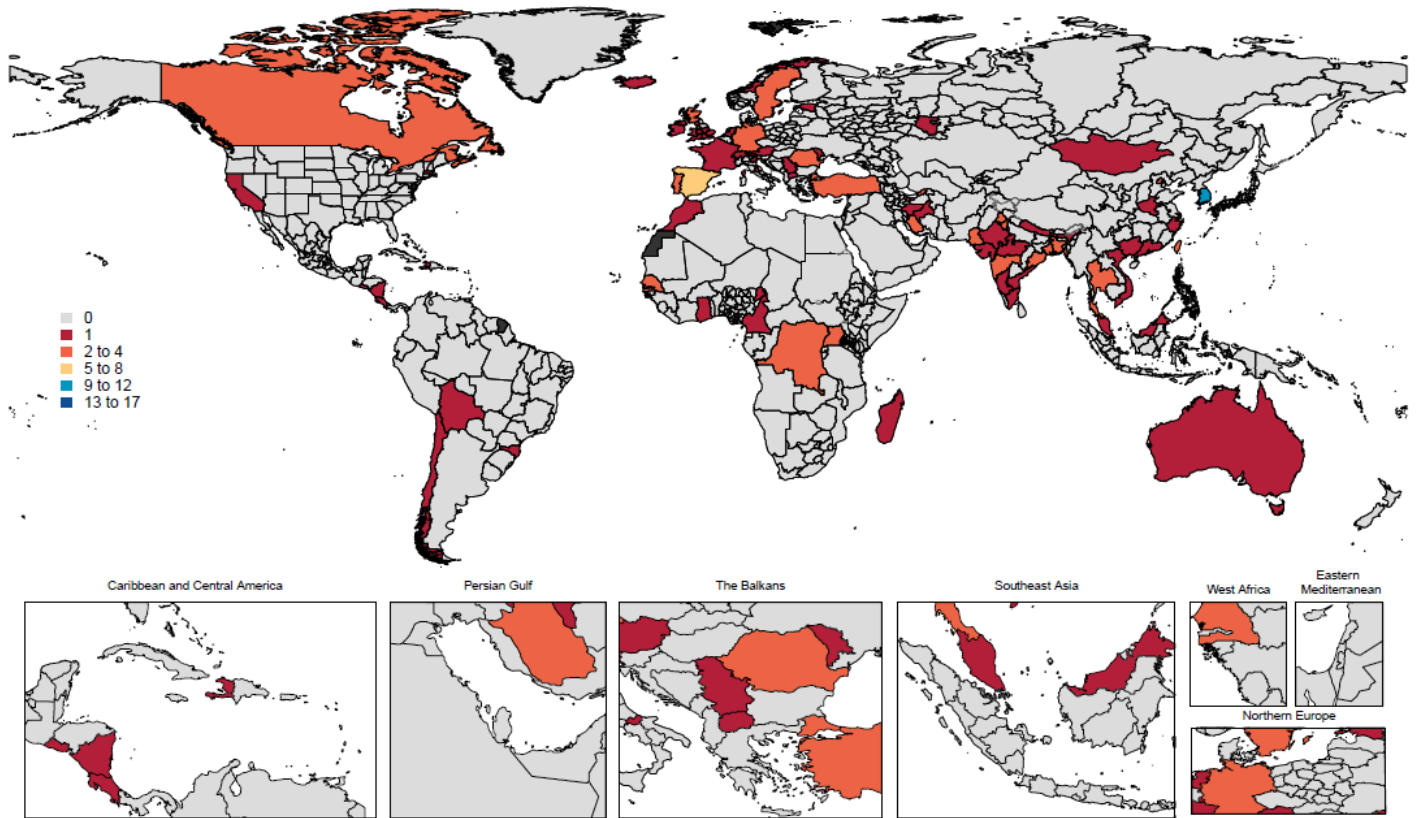 0
1
2 to 4
5 to 8
9 to 12
13 to 17
Caribbean and Central America
Persian Gulf
The Balkans
Southeast Asia
West Africa
Eastern
Mediterranean
Northern Europe